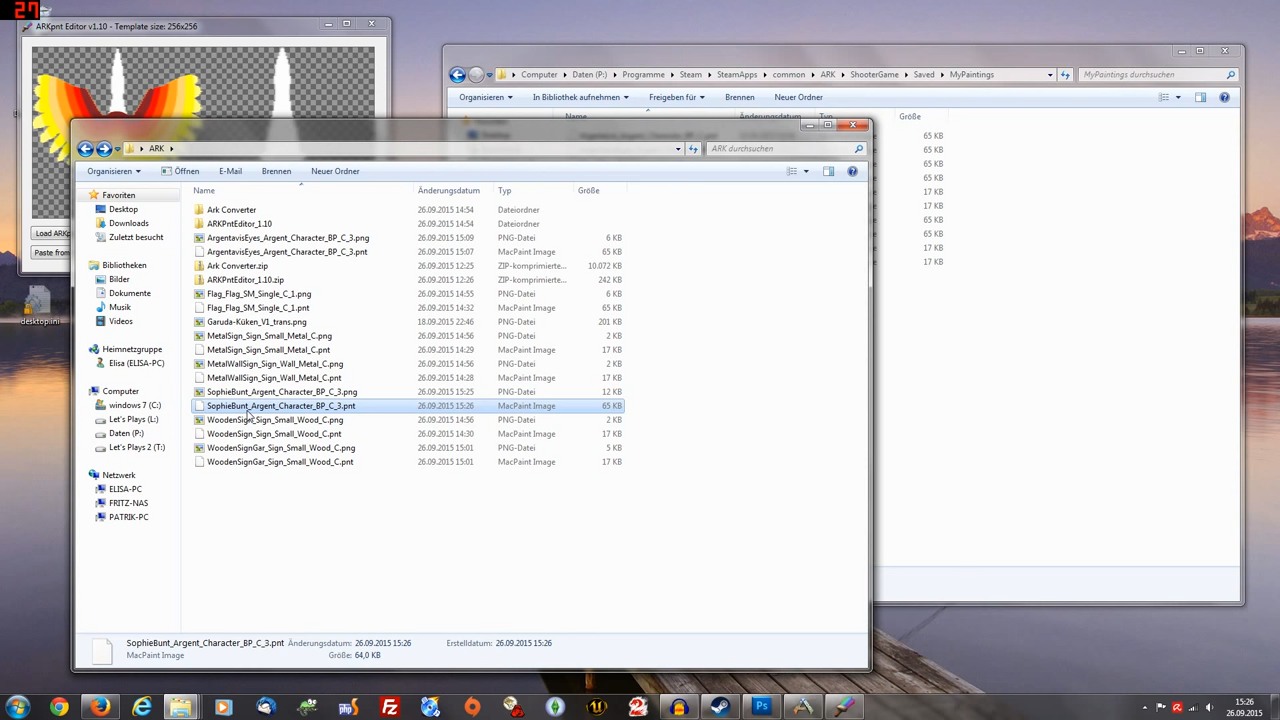 27
ARKpnt Editor v1.10 - Template size: 256x256
Load ARKp
Paste from
desktop.ini
Computer Daten (P:) Programme Steam SteamApps common ARK ShooterGame Saved MyPaintings
MyPaintings durchsuchen
Organisieren In Bibliothek aufnehmen Freigeben für Brennen Neuer Ordner
Name Änderungsdatum Typ Größe
65 KB
65 KB
65 KB
65 KB
17 KB
17 KB
65 KB
65 KB
17 KB
17 KB
ARK
ARK durchsuchen
Organisieren Öffnen E-Mail Brennen Neuer Ordner
Favoriten
Desktop
Downloads
Zuletzt besucht
Bibliotheken
Bilder
Dokumente
Musik
Videos
Heimnetzgruppe
Elisa (ELISA-PC)
Computer
windows 7 (C:)
Let's Plays (L:)
Daten (P:)
Let's Plays 2 (T:)
Netzwerk
ELISA-PC
FRITZ-NAS
PATRIK-PC
Name Änderungsdatum Typ Größe
Ark Converter 26.09.2015 14:54 Dateiordner
ARKPntEditor_1.10 26.09.2015 14:54 Dateiordner
ArgentavisEyes_Argent_Character_BP_C_3.png 26.09.2015 15:09 PNG-Datei 6 KB
ArgentavisEyes_Argent_Character_BP_C_3.pnt 26.09.2015 15:07 MacPaint Image 65 KB
Ark Converter.zip 26.09.2015 12:25 ZIP-komprimierte... 10.072 KB
ARKPntEditor_1.10.zip 26.09.2015 12:26 ZIP-komprimierte... 242 KB
Flag_Flag_SM_Single_C_1.png 26.09.2015 14:55 PNG-Datei 6 KB
Flag_Flag_SM_Single_C_1.pnt 26.09.2015 14:32 MacPaint Image 65 KB
Garuda-Küken_V1_trans.png 18.09.2015 22:46 PNG-Datei 201 KB
MetalSign_Sign_Small_Metal_C.png 26.09.2015 14:56 PNG-Datei 2 KB
MetalSign_Sign_Small_Metal_C.pnt 26.09.2015 14:29 MacPaint Image 17 KB
MetalWallSign_Sign_Wall_Metal_C.png 26.09.2015 14:56 PNG-Datei 2 KB
MetalWallSign_Sign_Wall_Metal_C.pnt 26.09.2015 14:28 MacPaint Image 17 KB
SophieBunt_Argent_Character_BP_C_3.png 26.09.2015 15:25 PNG-Datei 12 KB
SophieBunt_Argent_Character_BP_C_3.pnt 26.09.2015 15:26 MacPaint Image 65 KB
WoodenSign_Sign_Small_Wood_C.png 26.09.2015 14:56 PNG-Datei 2 KB
WoodenSign_Sign_Small_Wood_C.pnt 26.09.2015 14:30 MacPaint Image 17 KB
WoodenSignGar_Sign_Small_Wood_C.png 26.09.2015 15:01 PNG-Datei 5 KB
WoodenSignGar_Sign_Small_Wood_C.pnt 26.09.2015 15:01 MacPaint Image 17 KB
SophieBunt_Argent_Character_BP_C_3.pnt Änderungsdatum: 26.09.2015 15:26 Erstelldatum: 26.09.2015 15:26
MacPaint Image Größe: 64,0 KB
15:26
26.09.2015